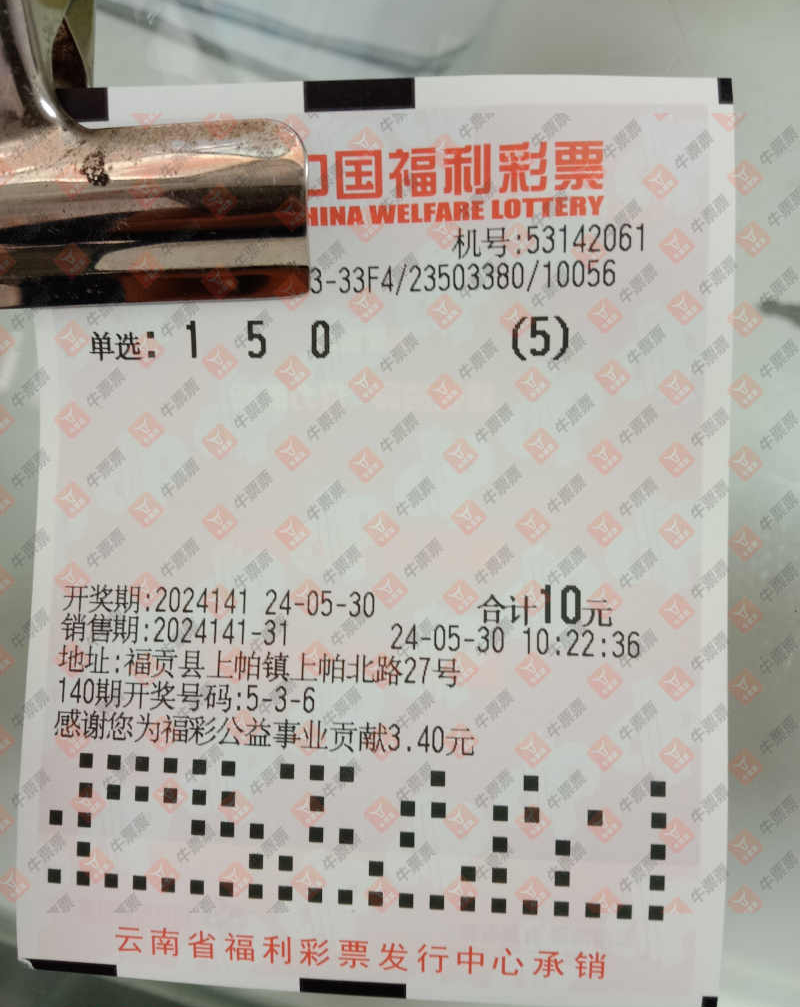 国福利彩票
HINA WELFARE LOTTERY
机号:53142061
3-33F4/23503380/10056
单选: 1 5 0 (5)
开奖期:2024141 24-05-30 合计10元
销售期:2024141-31 24-05-30 10:22:36
地址:福贡县上帕镇上帕北路27号
140期开奖号码:5-3-6
感谢您为福彩公益事业贡献3.40元
云南省福利彩票发行中心承销
牛票票